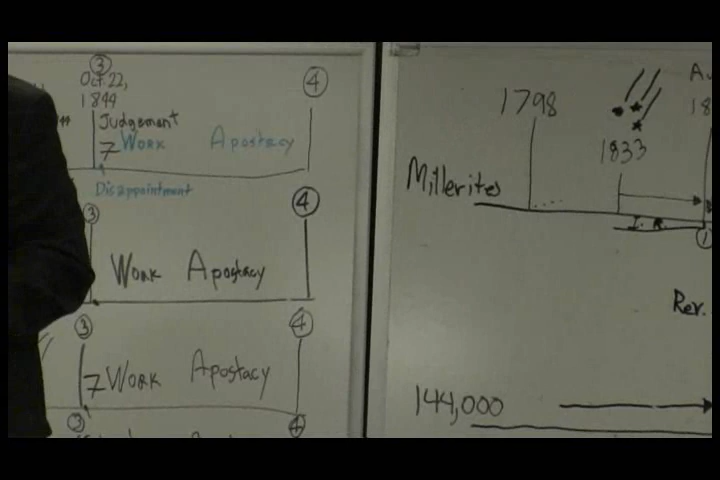 ③
Oct. 22,
1844
④
Judgement
7 Work Apostacy
Disappointment
③
④
Work Apostacy
③
④
7 Work Apostacy
③
④
1798
1833
Millerites
Rev.
144,000